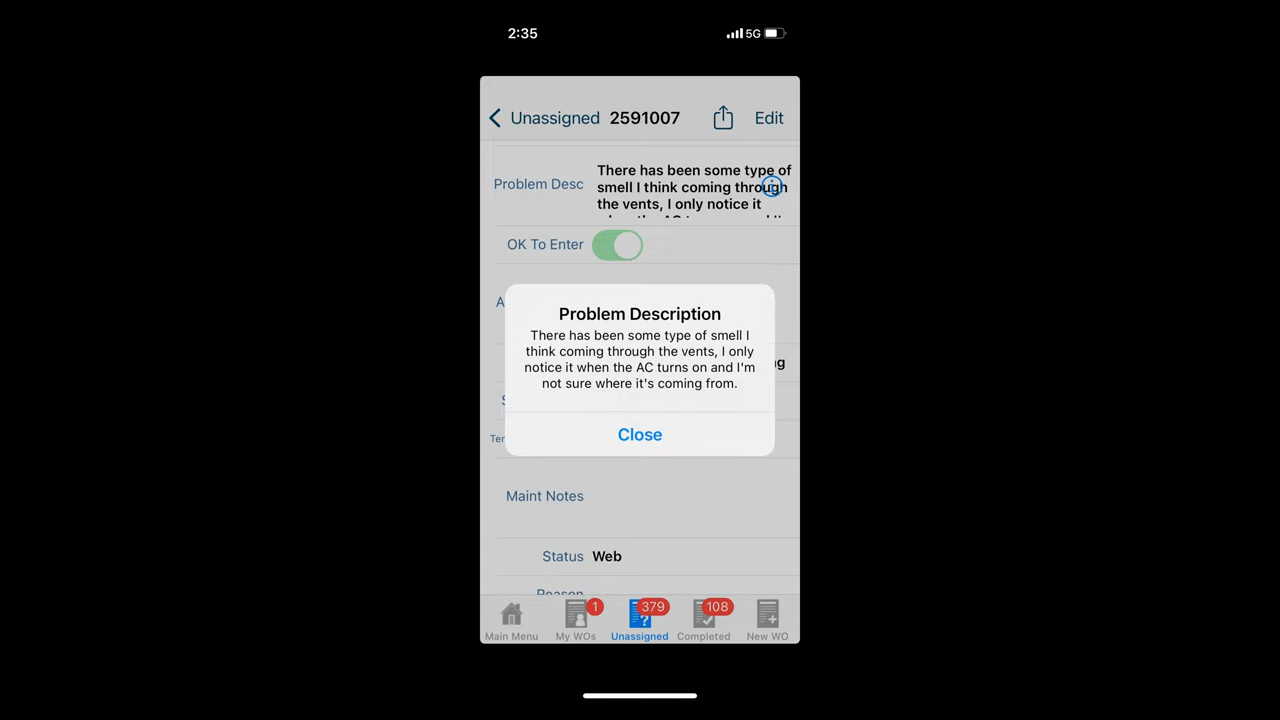 2:35
5G
Unassigned 2591007 Edit
Problem Desc
There has been some type of
smell I think coming through
the vents, I only notice it
OK To Enter
A
Problem Description
There has been some type of smell I
think coming through the vents, I only
notice it when the AC turns on and I'm
not sure where it's coming from.
Close
Maint Notes
Status Web
Reason
1
379
108
Main Menu My WOs Unassigned Completed New WO